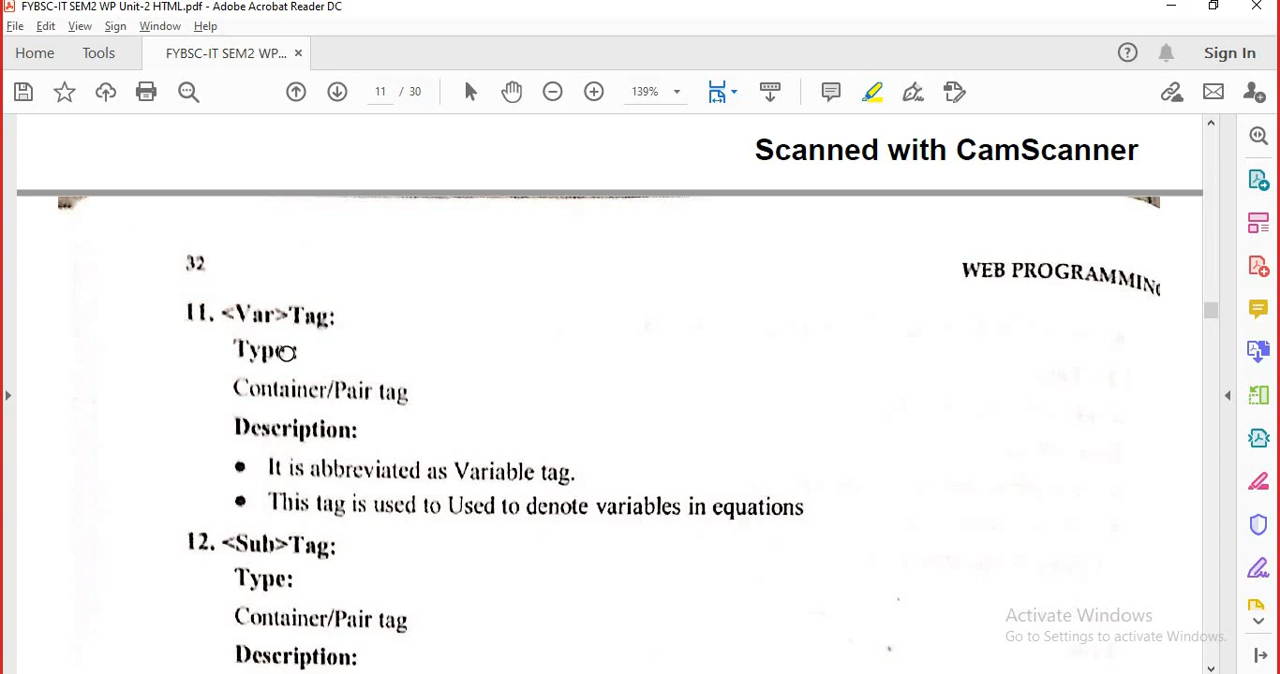 FYBSC-IT SEM2 WP Unit-2 HTML.pdf - Adobe Acrobat Reader DC
File Edit View Sign Window Help
Home Tools FYBSC-IT SEM2 WP... × Sign In
11 / 30 139%
Scanned with CamScanner
32
WEB PROGRAMMING
11. <Var>Tag:
Type:
Container/Pair tag
Description:
• It is abbreviated as Variable tag.
• This tag is used to Used to denote variables in equations
12. <Sub>Tag:
Type:
Container/Pair tag
Description:
Activate Windows
Go to Settings to activate Windows.